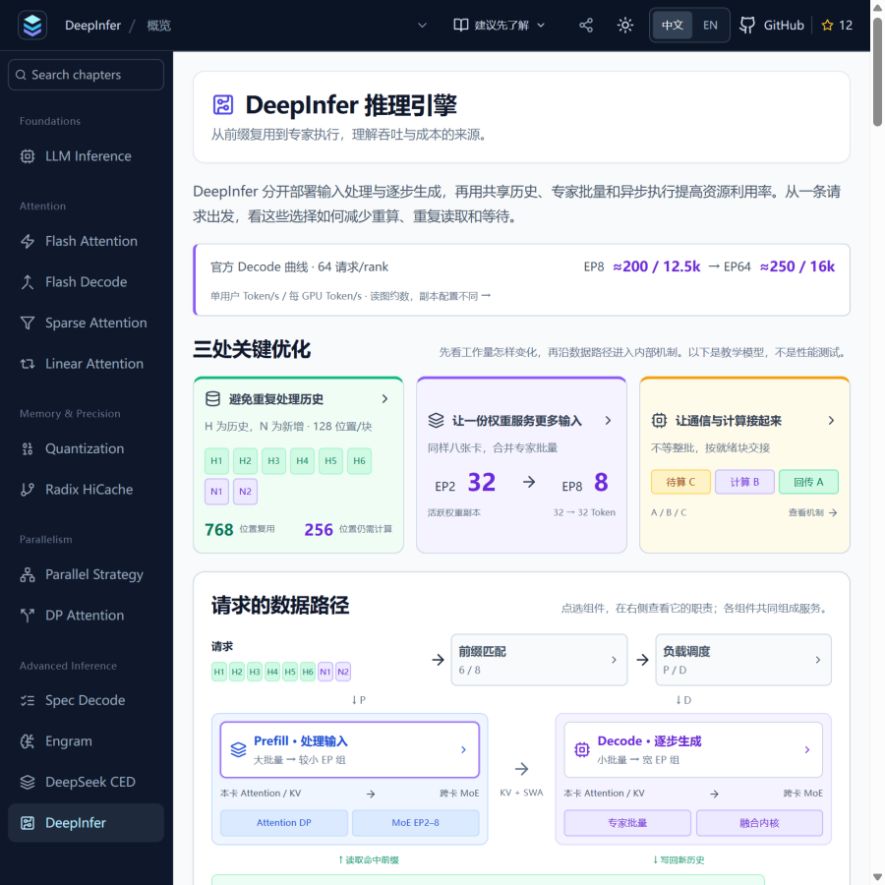 DeepInfer / 概览
建议先了解
中文 EN
GitHub 12
Search chapters
Foundations
LLM Inference
Attention
Flash Attention
Flash Decode
Sparse Attention
Linear Attention
Memory & Precision
Quantization
Radix HiCache
Parallelism
Parallel Strategy
DP Attention
Advanced Inference
Spec Decode
Engram
DeepSeek CED
DeepInfer
DeepInfer 推理引擎
从前缀复用到专家执行，理解吞吐与成本的来源。
DeepInfer 分开部署输入处理与逐步生成，再用共享历史、专家批量和异步执行提高资源利用率。从一条请
求出发，看这些选择如何减少重算、重复读取和等待。
官方 Decode 曲线 · 64 请求/rank
EP8 ≈200 / 12.5k → EP64 ≈250 / 16k
单用户 Token/s / 每 GPU Token/s · 读图约数，副本配置不同 →
三处关键优化
先看工作量怎样变化，再沿数据路径进入内部机制。以下是教学模型，不是性能测试。
避免重复处理历史
H 为历史，N 为新增 · 128 位置/块
H1 H2 H3 H4 H5 H6
N1 N2
768 位置复用 256 位置仍需计算
让一份权重服务更多输入
同样八张卡，合并专家批量
EP2 32 → EP8 8
活跃权重副本 32 → 32 Token
让通信与计算接起来
不等整批，按就绪块交接
待算 C 计算 B 回传 A
A / B / C 查看机制 →
请求的数据路径
点选组件，在右侧查看它的职责；各组件共同组成服务。
请求
H1 H2 H3 H4 H5 H6 N1 N2
→ 前缀匹配
6 / 8
→ 负载调度
P / D
↓ P
↓ D
Prefill • 处理输入
大批量 → 较小 EP 组
本卡 Attention / KV → 跨卡 MoE
Attention DP MoE EP2–8
→
KV + SWA
Decode • 逐步生成
小批量 → 宽 EP 组
本卡 Attention / KV → 跨卡 MoE
专家批量 融合内核
↑ 读取命中前缀
↓ 写回新历史